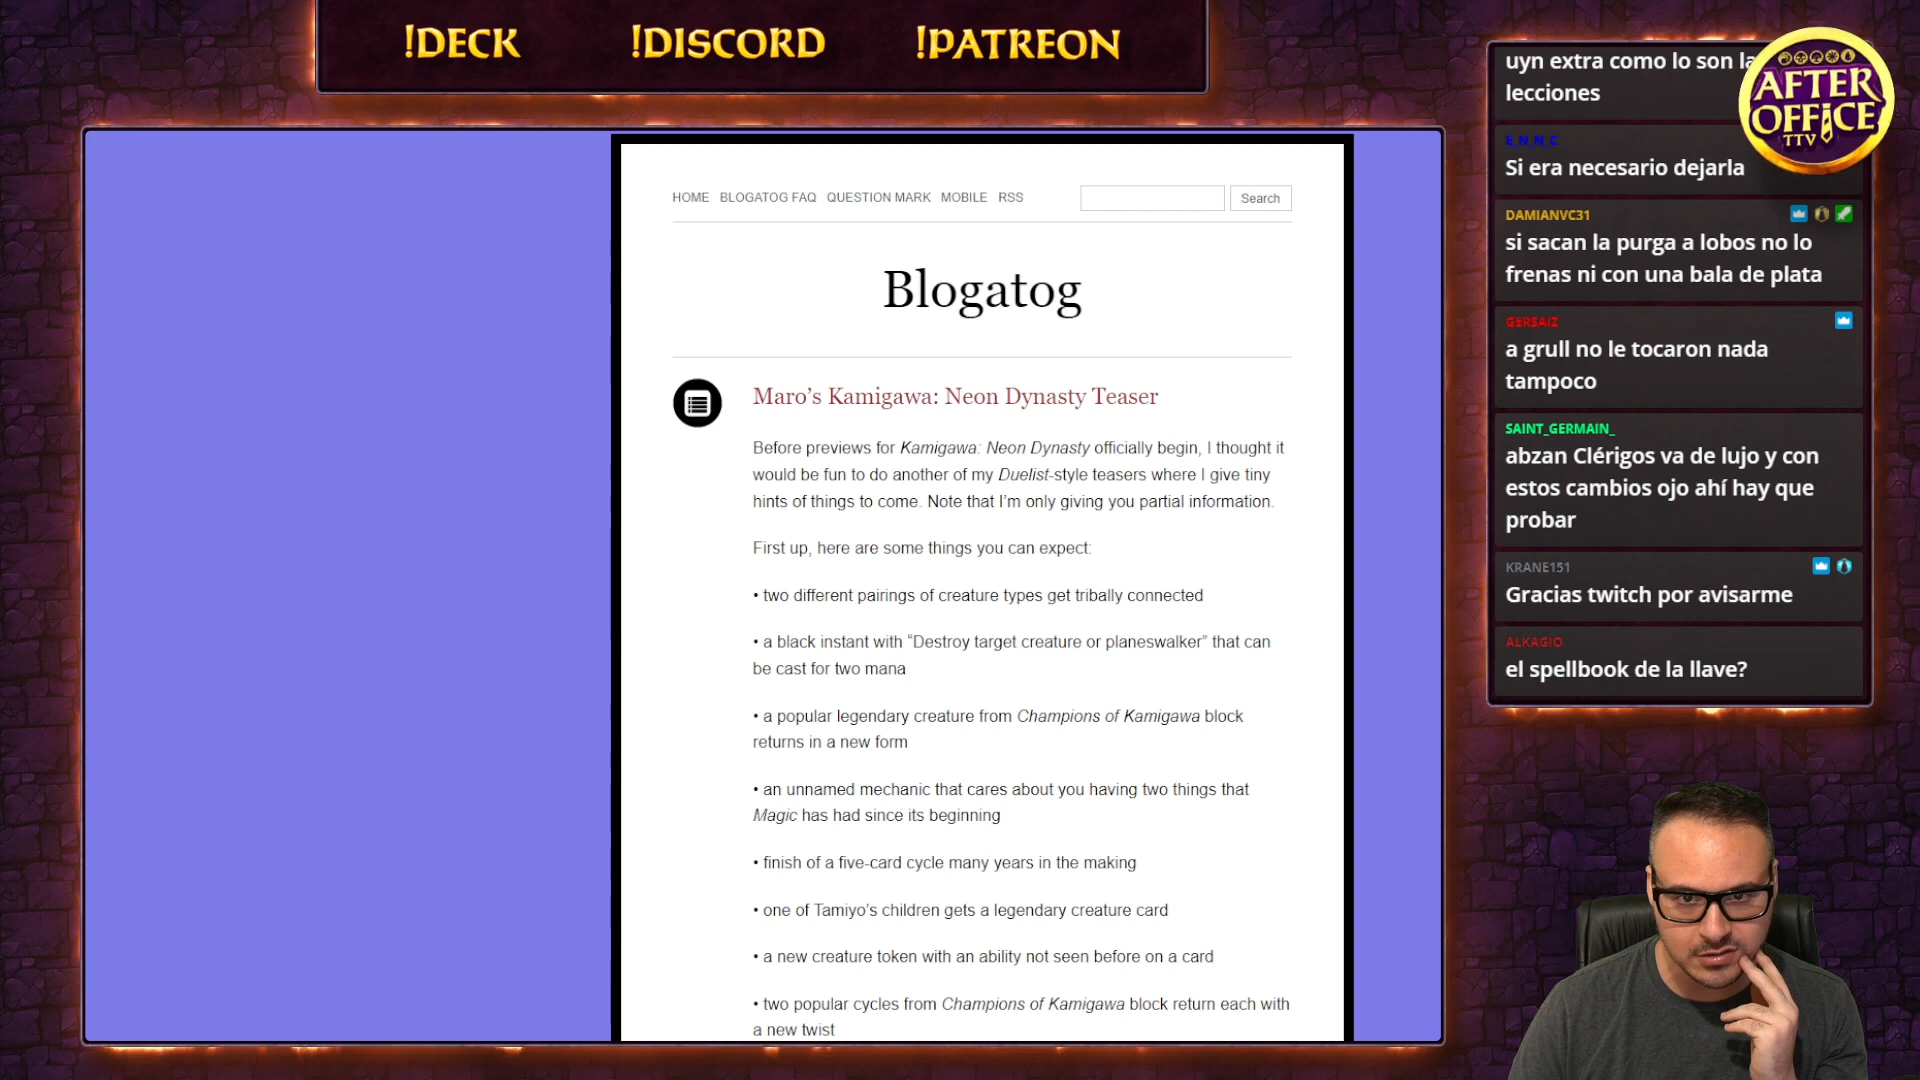 !DECK !DISCORD !PATREON
HOME BLOGATOG FAQ QUESTION MARK MOBILE RSS
Search
Blogatog
Maro’s Kamigawa: Neon Dynasty Teaser
Before previews for Kamigawa: Neon Dynasty officially begin, I thought it
would be fun to do another of my Duelist-style teasers where I give tiny
hints of things to come. Note that I’m only giving you partial information.
First up, here are some things you can expect:
• two different pairings of creature types get tribally connected
• a black instant with “Destroy target creature or planeswalker” that can
be cast for two mana
• a popular legendary creature from Champions of Kamigawa block
returns in a new form
• an unnamed mechanic that cares about you having two things that
Magic has had since its beginning
• finish of a five-card cycle many years in the making
• one of Tamiyo’s children gets a legendary creature card
• a new creature token with an ability not seen before on a card
• two popular cycles from Champions of Kamigawa block return each with
a new twist
uyn extra como lo son la
lecciones
E_N_N_C
Si era necesario dejarla
DAMIANVC31
si sacan la purga a lobos no lo
frenas ni con una bala de plata
GERSAIZ
a grull no le tocaron nada
tampoco
SAINT_GERMAIN_
abzan Clérigos va de lujo y con
estos cambios ojo ahí hay que
probar
KRANE151
Gracias twitch por avisarme
ALKAGIO
el spellbook de la llave?
AFTER
OFFICE
TTV